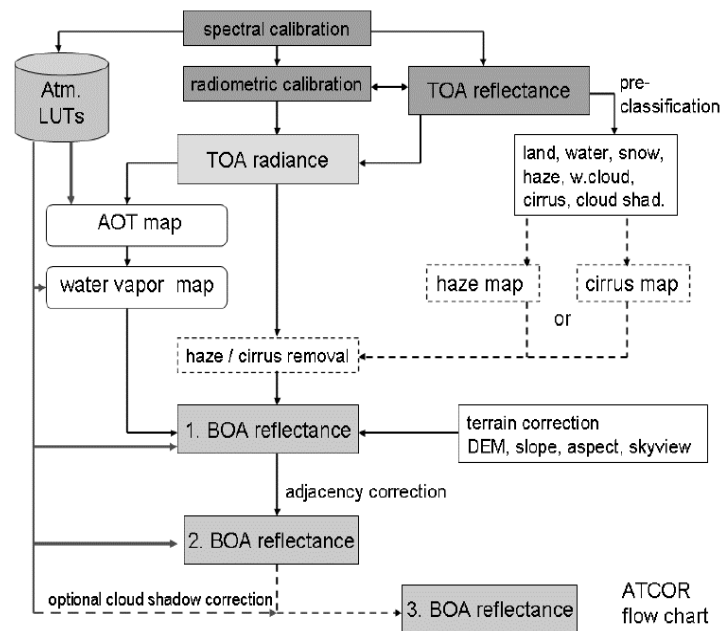 spectral calibration
Atm.
LUTs
radiometric calibration
TOA reflectance
pre-
classification
TOA radiance
land, water, snow,
haze, w.cloud,
cirrus, cloud shad.
AOT map
water vapor map
haze map
cirrus map
or
haze / cirrus removal
1. BOA reflectance
terrain correction
DEM, slope, aspect, skyview
adjacency correction
2. BOA reflectance
optional cloud shadow correction
3. BOA reflectance
ATCOR
flow chart